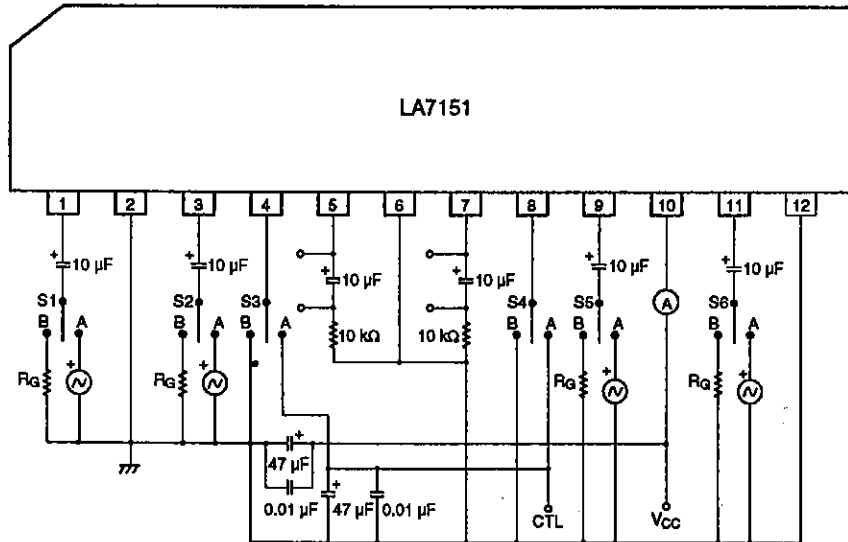 LA7151
1 2 3 4 5 6 7 8 9 10 11 12
+ 10 µF + 10 µF + 10 µF + 10 µF + 10 µF + 10 µF
S1 S2 S3 S4 S5 S6
A
B A B A B A 10 kΩ 10 kΩ B A B A B A
RG + RG + RG + RG +
+
47 µF
0.01 µF + 47 µF 0.01 µF CTL VCC